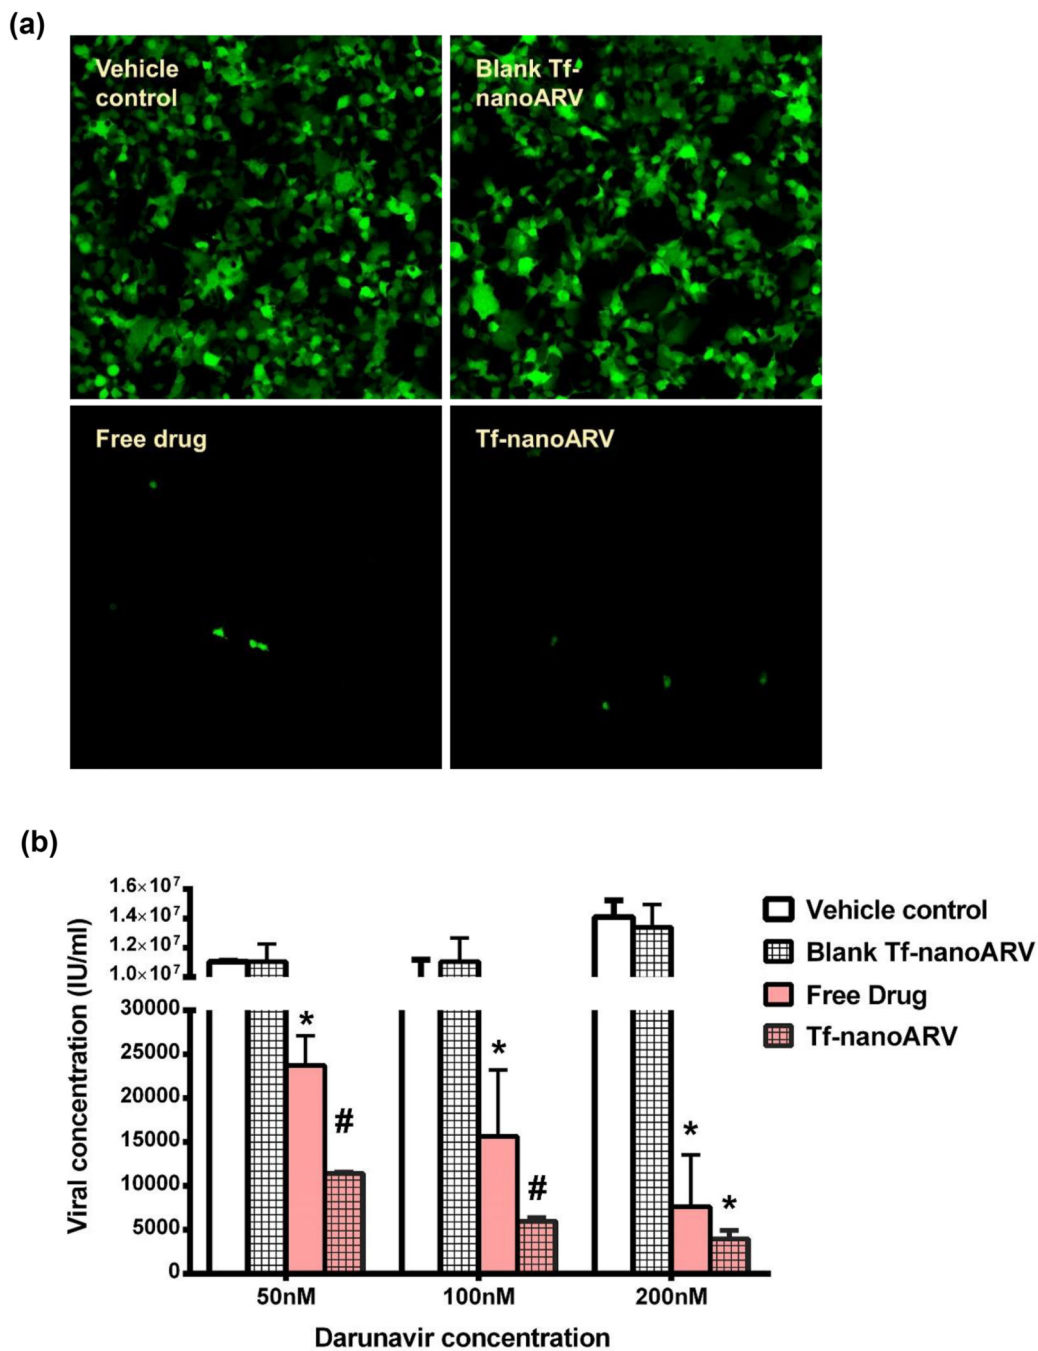 (a)
Vehicle
control
Blank Tf-
nanoARV
Free drug
Tf-nanoARV
(b)
Viral concentration (IU/ml)
1.6×10⁷
1.4×10⁷
1.2×10⁷
1.0×10⁷
30000
25000
20000
15000
10000
5000
0
*
#
*
#
*
*
50nM
100nM
200nM
Darunavir concentration
Vehicle control
Blank Tf-nanoARV
Free Drug
Tf-nanoARV